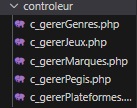 controleur
c_gererGenres.php
c_gererJeux.php
c_gererMarques.php
c_gererPegis.php
c_gererPlateformes....